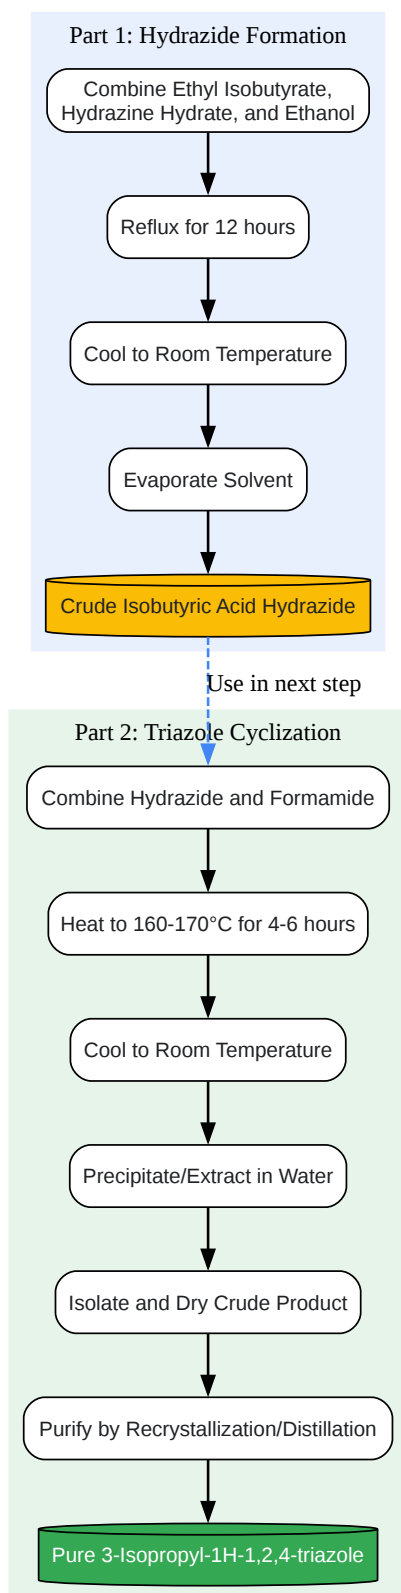 Part 1: Hydrazide Formation
Combine Ethyl Isobutyrate,
Hydrazine Hydrate, and Ethanol
Reflux for 12 hours
Cool to Room Temperature
Evaporate Solvent
Crude Isobutyric Acid Hydrazide
Use in next step
Part 2: Triazole Cyclization
Combine Hydrazide and Formamide
Heat to 160-170°C for 4-6 hours
Cool to Room Temperature
Precipitate/Extract in Water
Isolate and Dry Crude Product
Purify by Recrystallization/Distillation
Pure 3-Isopropyl-1H-1,2,4-triazole